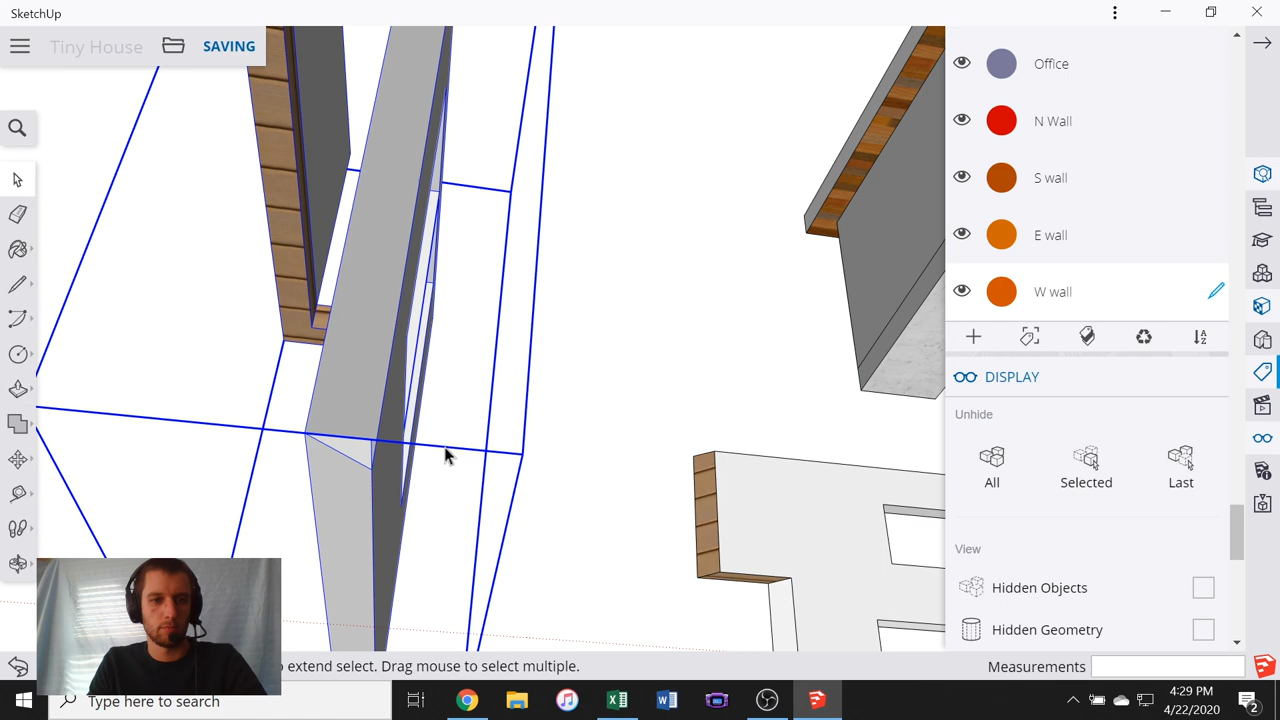 SketchUp
Tiny House
SAVING
Office
N Wall
S wall
E wall
W wall
DISPLAY
Unhide
All
Selected
Last
View
Hidden Objects
Hidden Geometry
extend select. Drag mouse to select multiple.
Measurements
Type here to search
4:29 PM
4/22/2020
2